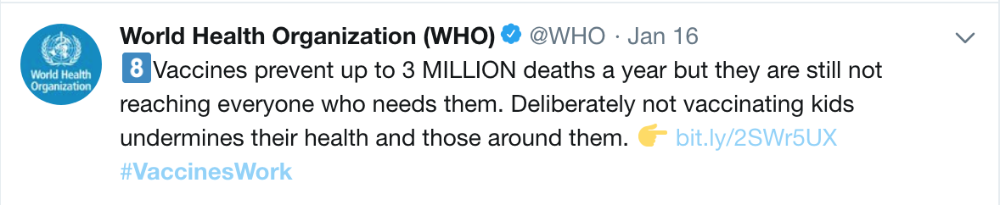 World Health Organization (WHO) @WHO · Jan 16
8️⃣Vaccines prevent up to 3 MILLION deaths a year but they are still not
reaching everyone who needs them. Deliberately not vaccinating kids
undermines their health and those around them. 👉 bit.ly/2SWr5UX
#VaccinesWork
World Health
Organization